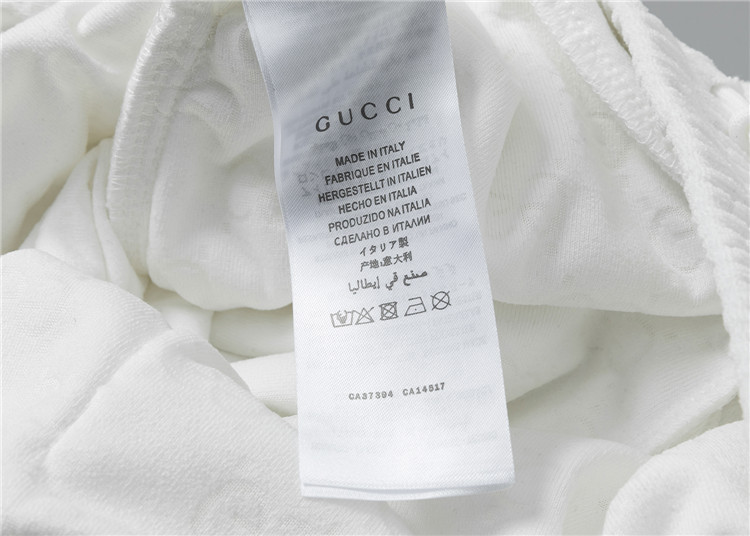 GUCCI
MADE IN ITALY
FABRIQUE EN ITALIE
HERGESTELLT IN ITALIEN
HECHO EN ITALIA
PRODUZIDO NA ITALIA
СДЕЛАНО В ИТАЛИИ
イタリア製
产地:意大利
صنع في إيطاليا
CA37394 CA14517